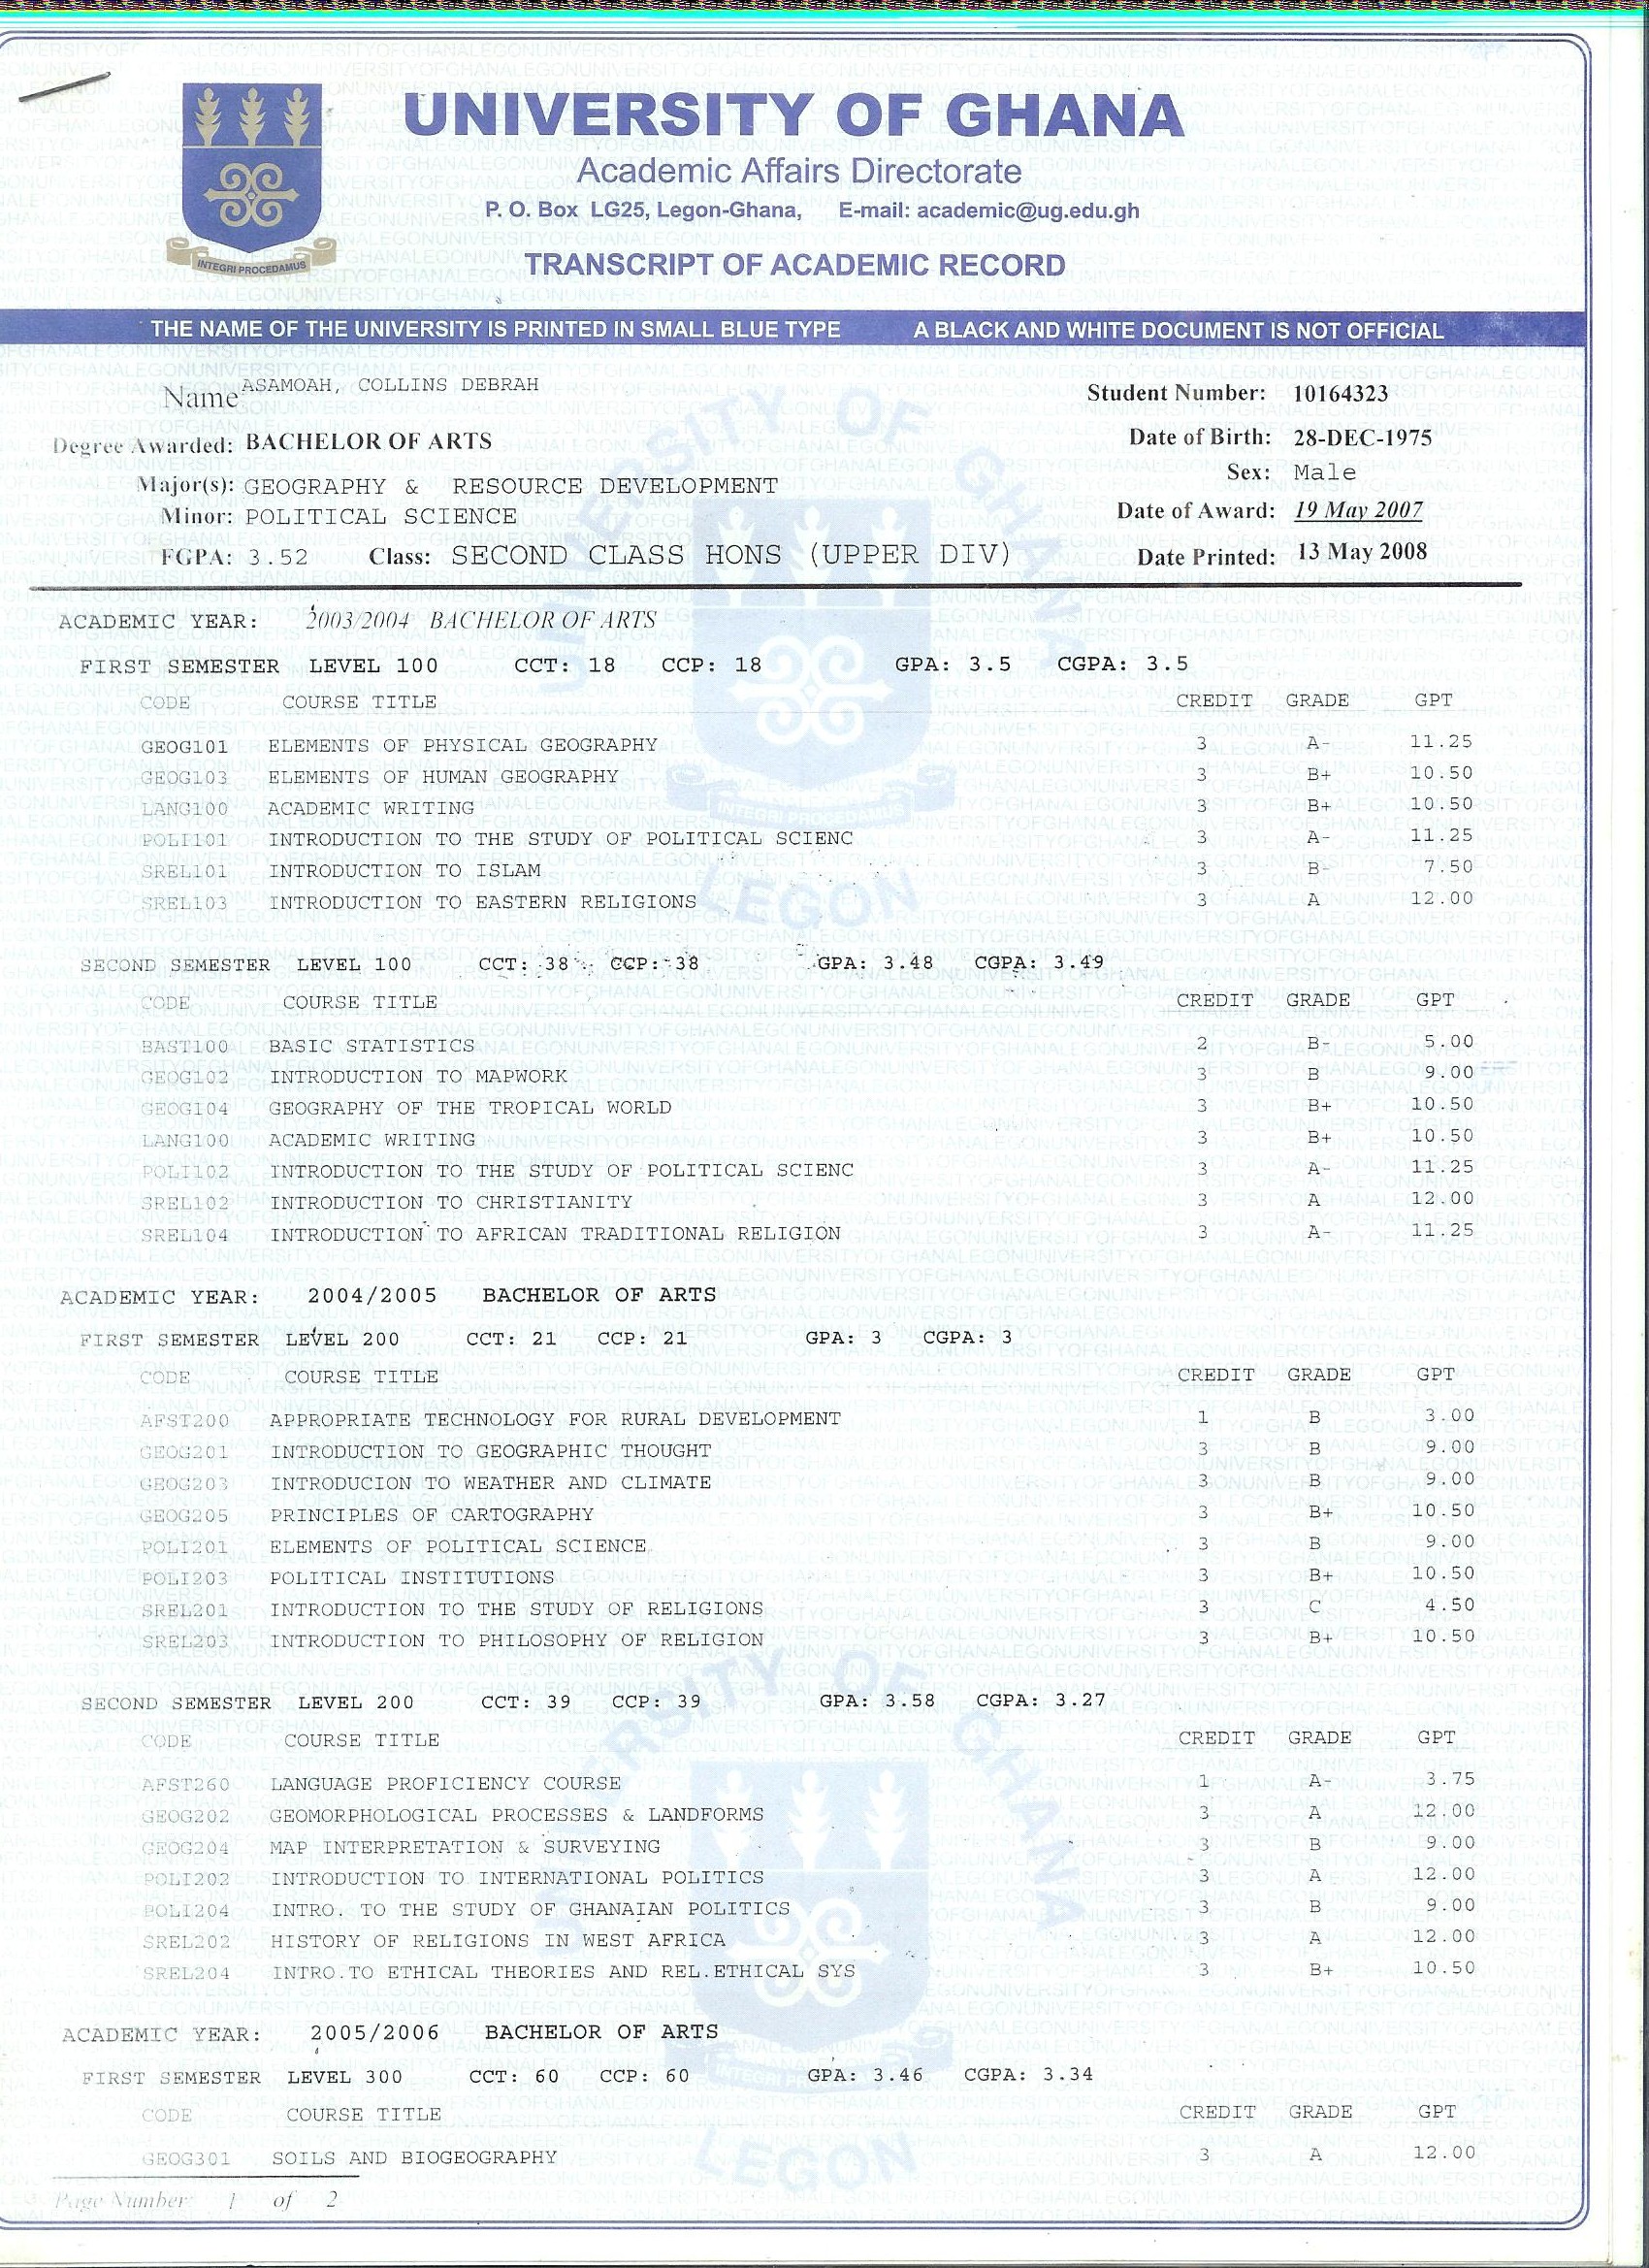 UNIVERSITY OF GHANA
Academic Affairs Directorate
P. O. Box LG25, Legon-Ghana, E-mail: academic@ug.edu.gh
INTEGRI PROCEDAMUS
TRANSCRIPT OF ACADEMIC RECORD
THE NAME OF THE UNIVERSITY IS PRINTED IN SMALL BLUE TYPE A BLACK AND WHITE DOCUMENT IS NOT OFFICIAL
Name ASAMOAH, COLLINS DEBRAH Student Number: 10164323
Degree Awarded: BACHELOR OF ARTS Date of Birth: 28-DEC-1975
Major(s): GEOGRAPHY & RESOURCE DEVELOPMENT Sex: Male
Minor: POLITICAL SCIENCE Date of Award: 19 May 2007
FGPA: 3.52 Class: SECOND CLASS HONS (UPPER DIV) Date Printed: 13 May 2008
ACADEMIC YEAR: 2003/2004 BACHELOR OF ARTS
FIRST SEMESTER LEVEL 100 CCT: 18 CCP: 18 GPA: 3.5 CGPA: 3.5
CODE COURSE TITLE CREDIT GRADE GPT
GEOG101 ELEMENTS OF PHYSICAL GEOGRAPHY 3 A- 11.25
GEOG103 ELEMENTS OF HUMAN GEOGRAPHY 3 B+ 10.50
LANG100 ACADEMIC WRITING 3 B+ 10.50
POLI101 INTRODUCTION TO THE STUDY OF POLITICAL SCIENC 3 A- 11.25
SREL101 INTRODUCTION TO ISLAM 3 B- 7.50
SREL103 INTRODUCTION TO EASTERN RELIGIONS 3 A 12.00
SECOND SEMESTER LEVEL 100 CCT: 38 CCP: 38 GPA: 3.48 CGPA: 3.49
CODE COURSE TITLE CREDIT GRADE GPT
BAST100 BASIC STATISTICS 2 B- 5.00
GEOG102 INTRODUCTION TO MAPWORK 3 B 9.00
GEOG104 GEOGRAPHY OF THE TROPICAL WORLD 3 B+ 10.50
LANG100 ACADEMIC WRITING 3 B+ 10.50
POLI102 INTRODUCTION TO THE STUDY OF POLITICAL SCIENC 3 A- 11.25
SREL102 INTRODUCTION TO CHRISTIANITY 3 A 12.00
SREL104 INTRODUCTION TO AFRICAN TRADITIONAL RELIGION 3 A- 11.25
ACADEMIC YEAR: 2004/2005 BACHELOR OF ARTS
FIRST SEMESTER LEVEL 200 CCT: 21 CCP: 21 GPA: 3 CGPA: 3
CODE COURSE TITLE CREDIT GRADE GPT
AFST200 APPROPRIATE TECHNOLOGY FOR RURAL DEVELOPMENT 1 B 3.00
GEOG201 INTRODUCTION TO GEOGRAPHIC THOUGHT 3 B 9.00
GEOG203 INTRODUCION TO WEATHER AND CLIMATE 3 B 9.00
GEOG205 PRINCIPLES OF CARTOGRAPHY 3 B+ 10.50
POLI201 ELEMENTS OF POLITICAL SCIENCE 3 B 9.00
POLI203 POLITICAL INSTITUTIONS 3 B+ 10.50
SREL201 INTRODUCTION TO THE STUDY OF RELIGIONS 3 C 4.50
SREL203 INTRODUCTION TO PHILOSOPHY OF RELIGION 3 B+ 10.50
SECOND SEMESTER LEVEL 200 CCT: 39 CCP: 39 GPA: 3.58 CGPA: 3.27
CODE COURSE TITLE CREDIT GRADE GPT
AFST260 LANGUAGE PROFICIENCY COURSE 1 A- 3.75
GEOG202 GEOMORPHOLOGICAL PROCESSES & LANDFORMS 3 A 12.00
GEOG204 MAP INTERPRETATION & SURVEYING 3 B 9.00
POLI202 INTRODUCTION TO INTERNATIONAL POLITICS 3 A 12.00
POLI204 INTRO. TO THE STUDY OF GHANAIAN POLITICS 3 B 9.00
SREL202 HISTORY OF RELIGIONS IN WEST AFRICA 3 A 12.00
SREL204 INTRO.TO ETHICAL THEORIES AND REL.ETHICAL SYS 3 B+ 10.50
ACADEMIC YEAR: 2005/2006 BACHELOR OF ARTS
FIRST SEMESTER LEVEL 300 CCT: 60 CCP: 60 GPA: 3.46 CGPA: 3.34
CODE COURSE TITLE CREDIT GRADE GPT
GEOG301 SOILS AND BIOGEOGRAPHY 3 A 12.00
Page Number: 1 of 2